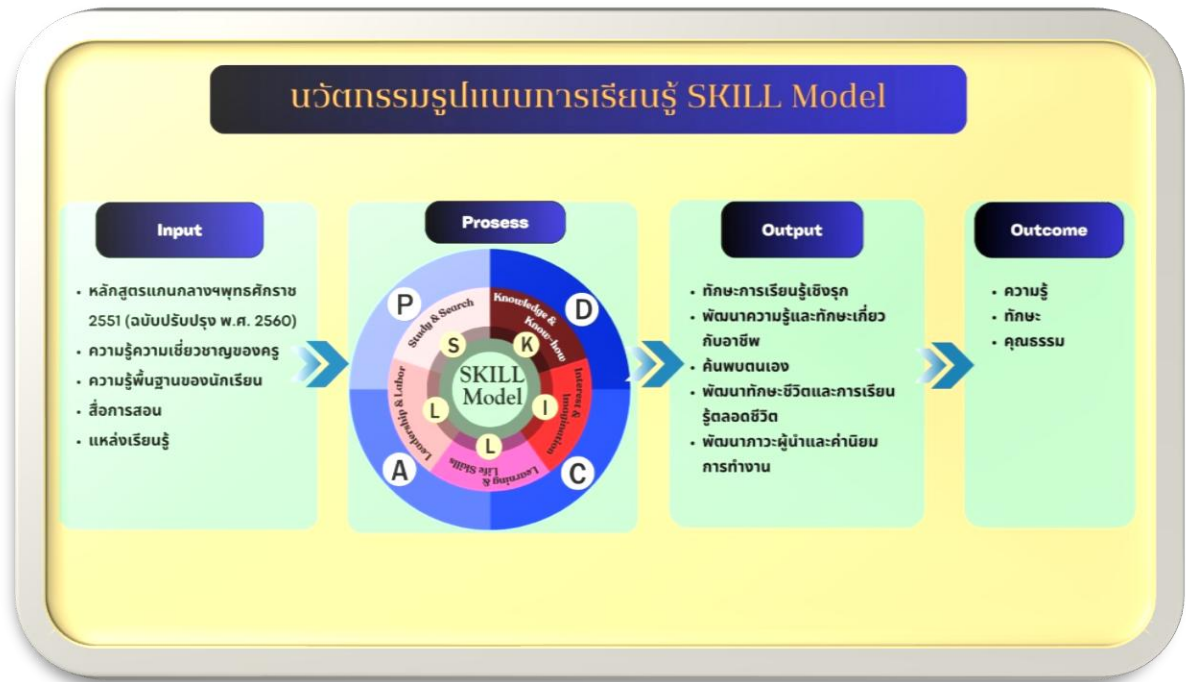 นวัตกรรมรูปแบบการเรียนรู้ SKILL Model
Input
• หลักสูตรแกนกลางฯพุทธศักราช
2551 (ฉบับปรับปรุง พ.ศ. 2560)
• ความรู้ความเชี่ยวชาญของครู
• ความรู้พื้นฐานของนักเรียน
• สื่อการสอน
• แหล่งเรียนรู้
Prosess
P
D
C
A
Study & Search
Knowledge &
Know-how
Interest &
Imagination
Learning &
Life Skills
Leadership & Labor
S
K
I
L
L
SKILL
Model
Output
• ทักษะการเรียนรู้เชิงรุก
• พัฒนาความรู้และทักษะเกี่ยว
กับอาชีพ
• ค้นพบตนเอง
• พัฒนาทักษะชีวิตและการเรียน
รู้ตลอดชีวิต
• พัฒนาภาวะผู้นำและค่านิยม
การทำงาน
Outcome
• ความรู้
• ทักษะ
• คุณธรรม